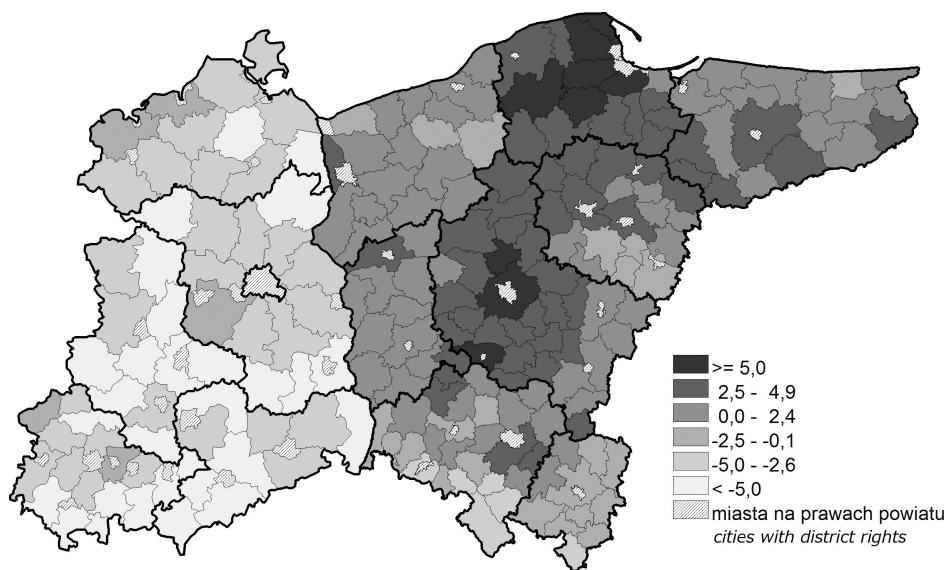 >= 5,0
2,5 - 4,9
0,0 - 2,4
-2,5 - -0,1
-5,0 - -2,6
< -5,0
miasta na prawach powiatu
cities with district rights